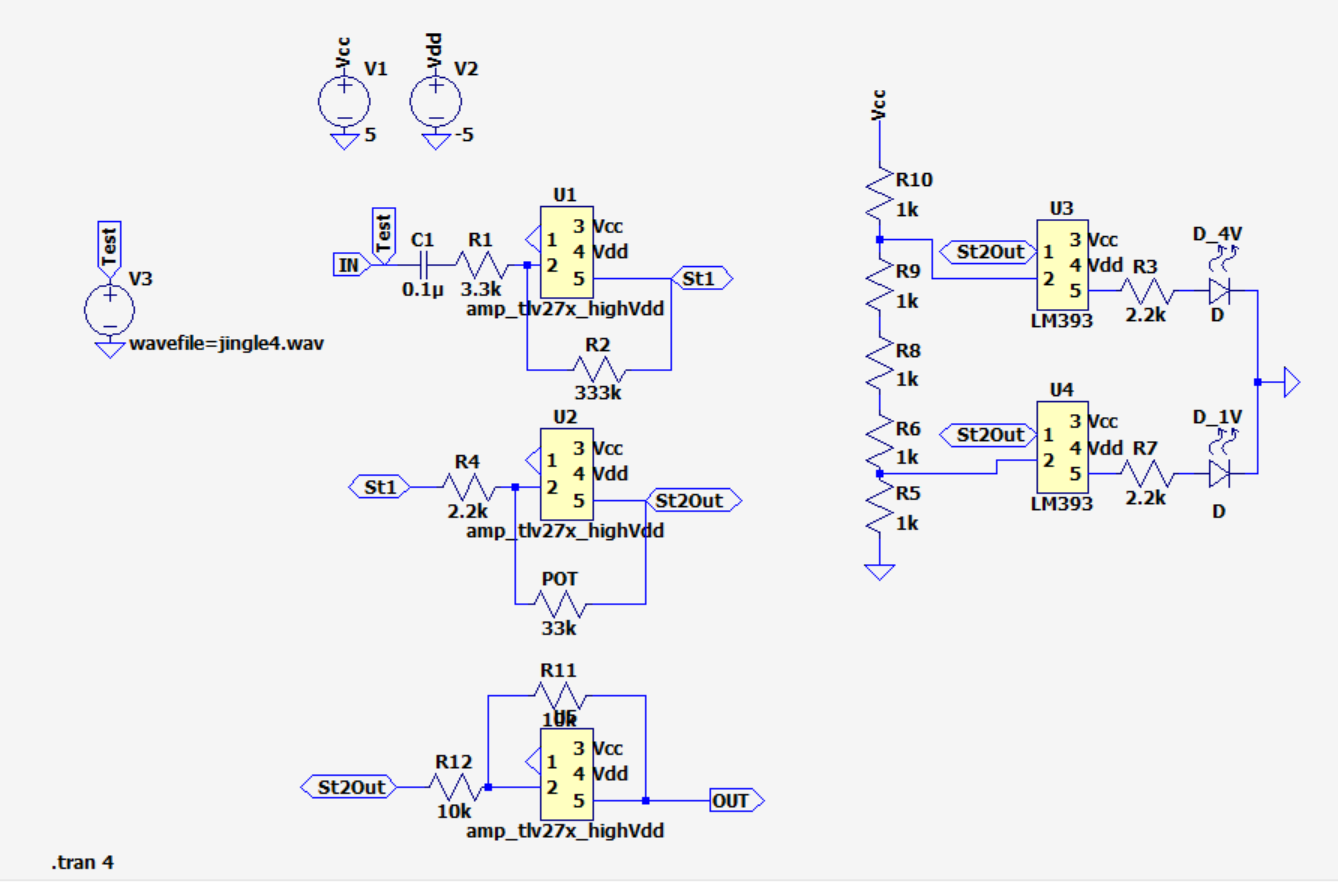 Vcc
V1
5
Vdd
V2
-5
Test
V3
wavefile=jingle4.wav
IN
Test
C1
0.1µ
R1
3.3k
U1
1
2
3
4
5
Vcc
Vdd
amp_tlv27x_highVdd
St1
R2
333k
St1
R4
2.2k
U2
1
2
3
4
5
Vcc
Vdd
amp_tlv27x_highVdd
St2Out
POT
33k
R11
10k
U5
St2Out
R12
10k
1
2
3
4
5
Vcc
Vdd
amp_tlv27x_highVdd
OUT
Vcc
R10
1k
R9
1k
R8
1k
R6
1k
R5
1k
U3
St2Out
1
2
3
4
5
Vcc
Vdd
LM393
R3
2.2k
D_4V
D
U4
St2Out
1
2
3
4
5
Vcc
Vdd
LM393
R7
2.2k
D_1V
D
.tran 4